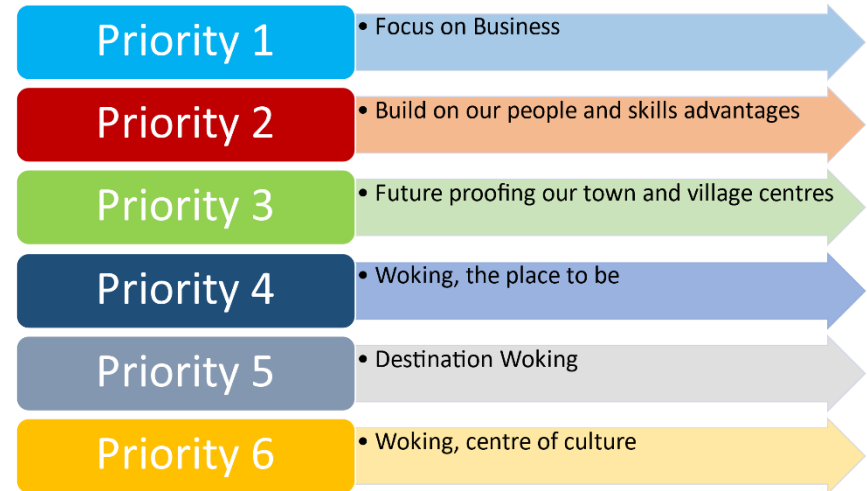 Priority 1
• Focus on Business
Priority 2
• Build on our people and skills advantages
Priority 3
• Future proofing our town and village centres
Priority 4
• Woking, the place to be
Priority 5
• Destination Woking
Priority 6
• Woking, centre of culture